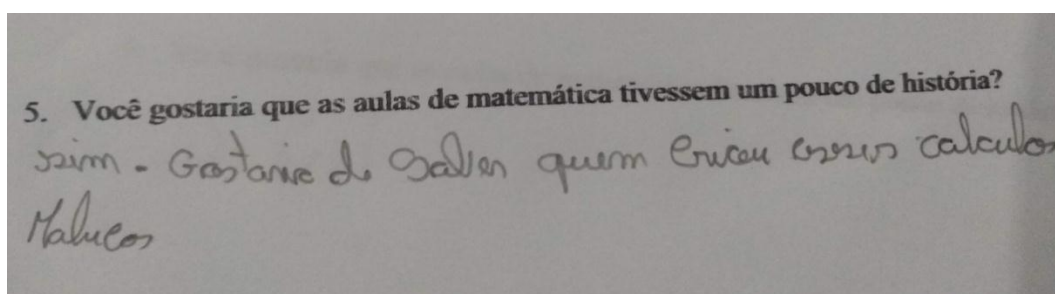 5. Você gostaria que as aulas de matemática tivessem um pouco de história?
sim - Gostaria de Saber quem criou esses calculos
Malucos